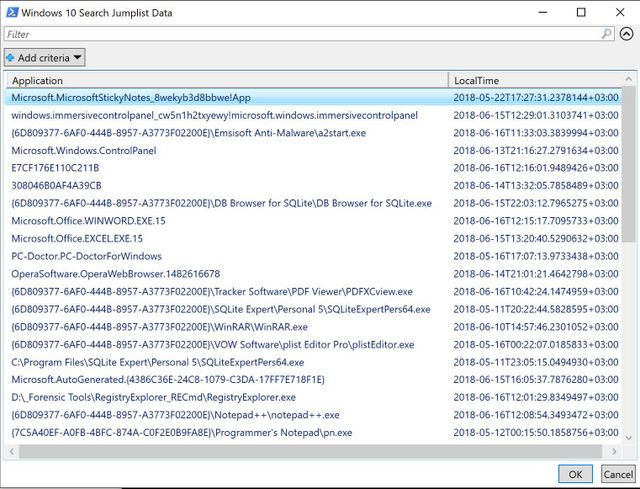 Windows 10 Search Jumplist Data
Filter
Add criteria
Application LocalTime
Microsoft.MicrosoftStickyNotes_8wekyb3d8bbwe!App 2018-05-22T17:27:31.2378144+03:00
windows.immersivecontrolpanel_cw5n1h2txyewy!microsoft.windows.immersivecontrolpanel 2018-06-15T12:29:01.3103741+03:00
{6D809377-6AF0-444B-8957-A3773F02200E}\Emsisoft Anti-Malware\a2start.exe 2018-06-16T11:33:03.3839994+03:00
Microsoft.Windows.ControlPanel 2018-06-13T21:16:27.2791634+03:00
E7CF176E110C211B 2018-06-16T12:16:01.9489426+03:00
308046B0AF4A39CB 2018-06-14T13:32:05.7858489+03:00
{6D809377-6AF0-444B-8957-A3773F02200E}\DB Browser for SQLite\DB Browser for SQLite.exe 2018-06-15T22:03:12.7965275+03:00
Microsoft.Office.WINWORD.EXE.15 2018-06-16T12:15:17.7095733+03:00
Microsoft.Office.EXCEL.EXE.15 2018-06-15T13:20:40.5290632+03:00
PC-Doctor.PC-DoctorForWindows 2018-05-16T17:07:13.9733438+03:00
OperaSoftware.OperaWebBrowser.1482616678 2018-06-14T21:01:21.4642798+03:00
{6D809377-6AF0-444B-8957-A3773F02200E}\Tracker Software\PDF Viewer\PDFXCview.exe 2018-06-16T10:42:24.1474959+03:00
{6D809377-6AF0-444B-8957-A3773F02200E}\SQLite Expert\Personal 5\SQLiteExpertPers64.exe 2018-05-11T20:22:44.5828595+03:00
{6D809377-6AF0-444B-8957-A3773F02200E}\WinRAR\WinRAR.exe 2018-06-10T14:57:46.2301052+03:00
{6D809377-6AF0-444B-8957-A3773F02200E}\VOW Software\plist Editor Pro\plistEditor.exe 2018-05-16T00:22:07.0185833+03:00
C:\Program Files\SQLite Expert\Personal 5\SQLiteExpertPers64.exe 2018-05-11T23:05:15.0494930+03:00
Microsoft.AutoGenerated.{4386C36E-24C8-1079-C3DA-17FF7E718F1E} 2018-06-15T16:05:37.7876280+03:00
D:\_Forensic Tools\RegistryExplorer_RECmd\RegistryExplorer.exe 2018-06-16T12:01:29.8349497+03:00
{6D809377-6AF0-444B-8957-A3773F02200E}\Notepad++\notepad++.exe 2018-06-16T12:08:54.3493472+03:00
{7C5A40EF-A0FB-4BFC-874A-C0F2E0B9FA8E}\Programmer's Notepad\pn.exe 2018-05-12T00:15:50.1858756+03:00
OK Cancel